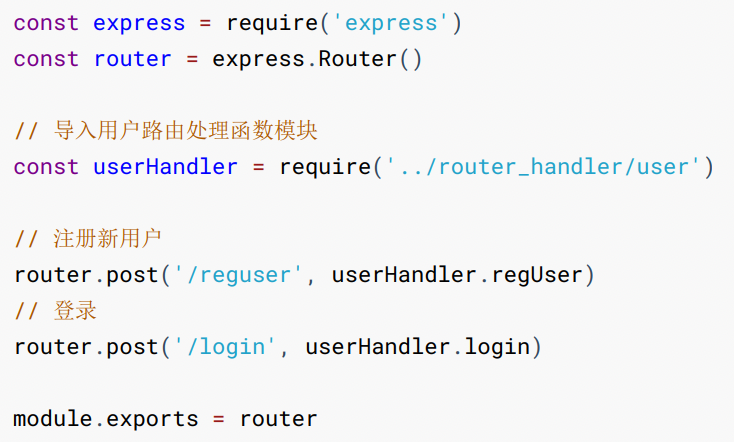 const express = require('express')
const router = express.Router()
// 导入用户路由处理函数模块
const userHandler = require('../router_handler/user')
// 注册新用户
router.post('/reguser', userHandler.regUser)
// 登录
router.post('/login', userHandler.login)
module.exports = router